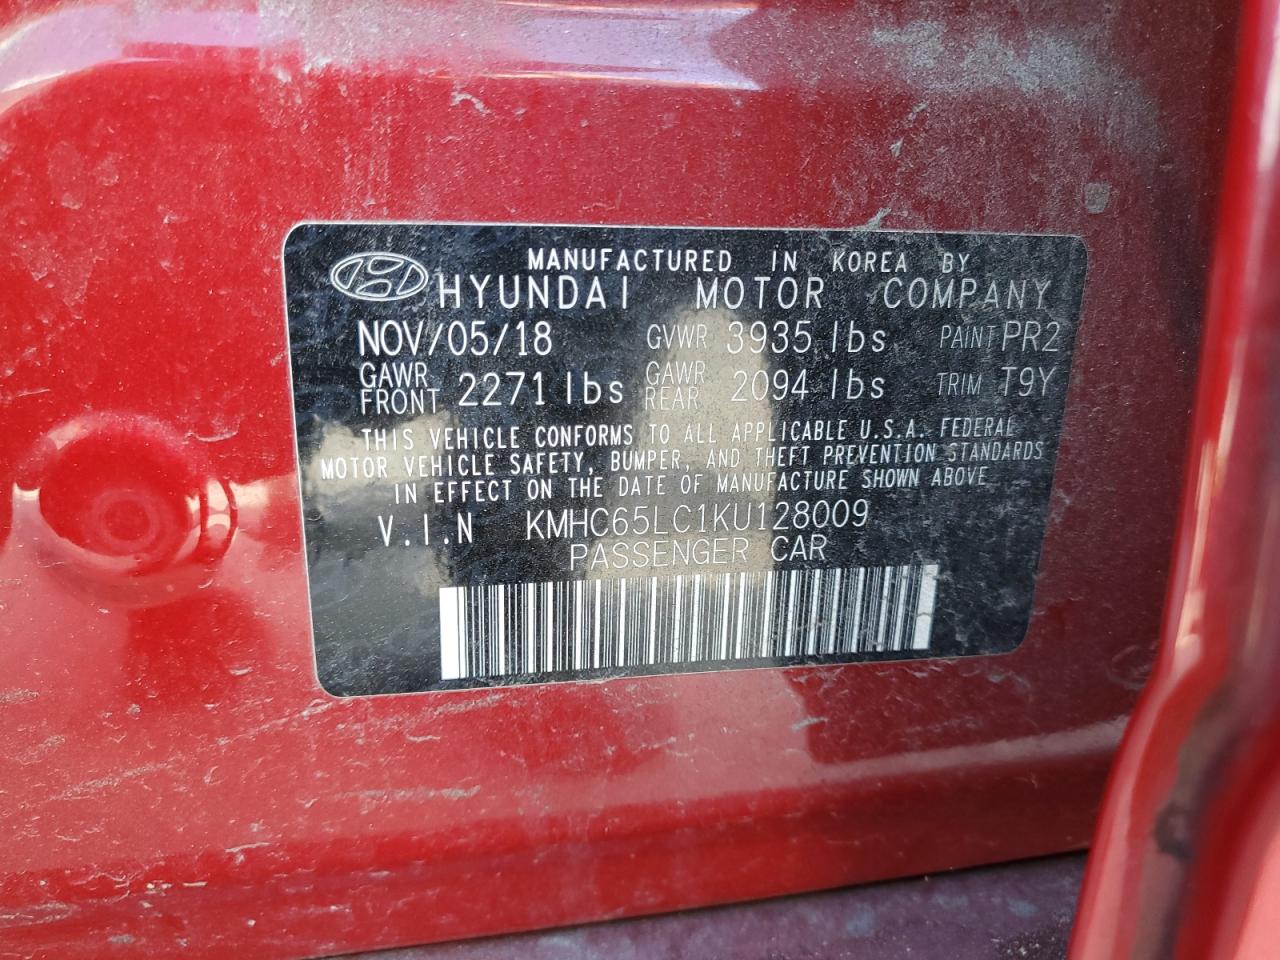 MANUFACTURED IN KOREA BY
HYUNDAI MOTOR COMPANY
NOV/05/18 GVWR 3935 lbs PAINT PR2
GAWR FRONT 2271 lbs GAWR REAR 2094 lbs TRIM T9Y
THIS VEHICLE CONFORMS TO ALL APPLICABLE U.S.A. FEDERAL
MOTOR VEHICLE SAFETY, BUMPER, AND THEFT PREVENTION STANDARDS
IN EFFECT ON THE DATE OF MANUFACTURE SHOWN ABOVE
V.I.N KMHC65LC1KU128009
PASSENGER CAR